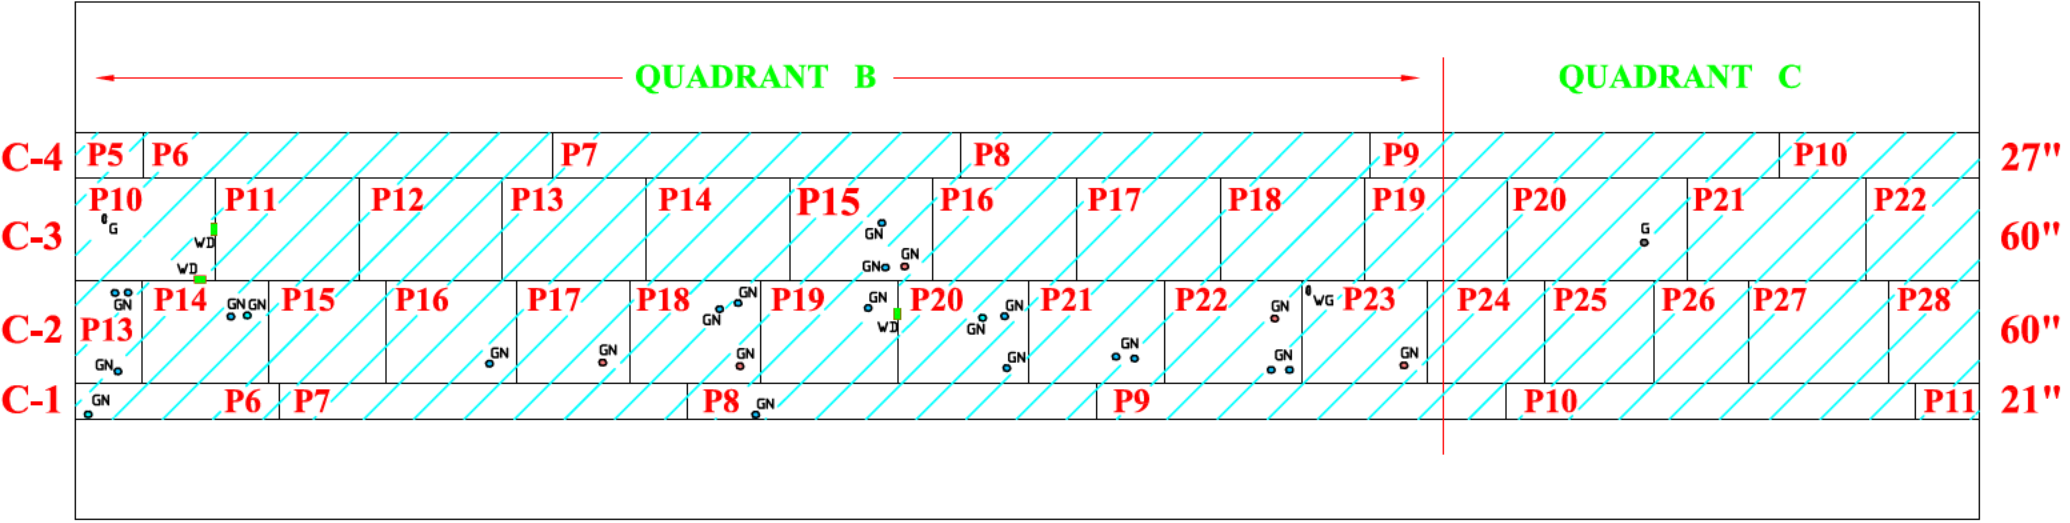 QUADRANT B QUADRANT C
C-4 P5 P6 P7 P8 P9 P10 27"
P10 P11 P12 P13 P14 P15 P16 P17 P18 P19 P20 P21 P22
C-3 G WD WD GN GN GN G 60"
P14 P15 P16 P17 P18 P19 P20 P21 P22 P23 P24 P25 P26 P27 P28
GN GN GN GN GN GN WD GN GN GN WG
C-2 P13 60"
GN GN GN GN GN GN GN GN
C-1 GN P6 P7 P8 GN P9 P10 P11 21"